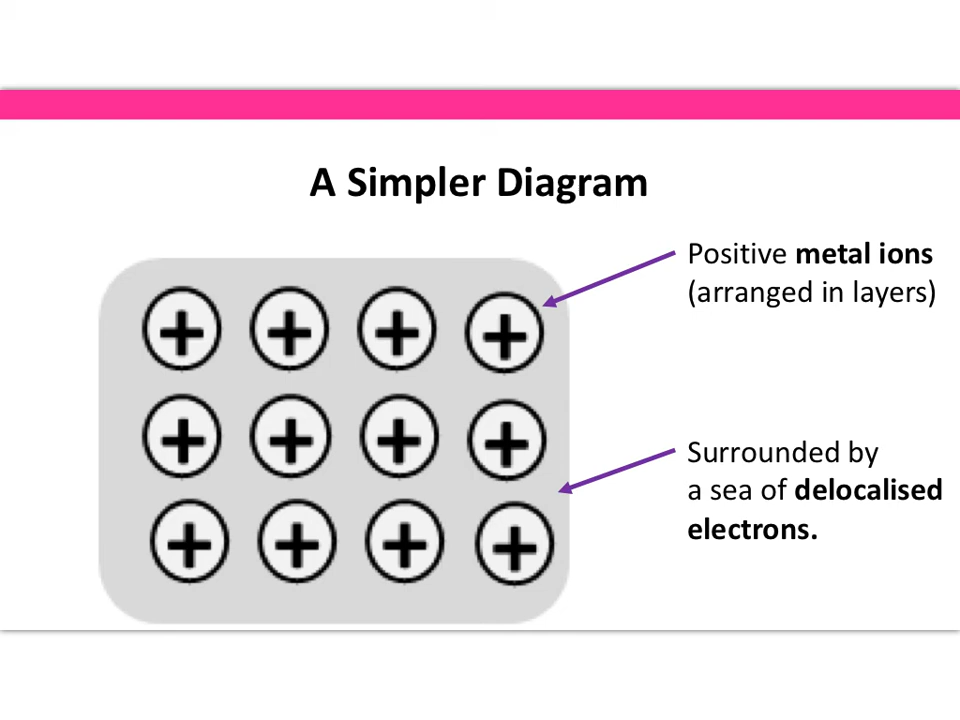 A Simpler Diagram
Positive metal ions
(arranged in layers)
+ + + +
+ + + +
Surrounded by
a sea of delocalised
electrons.
+ + + +